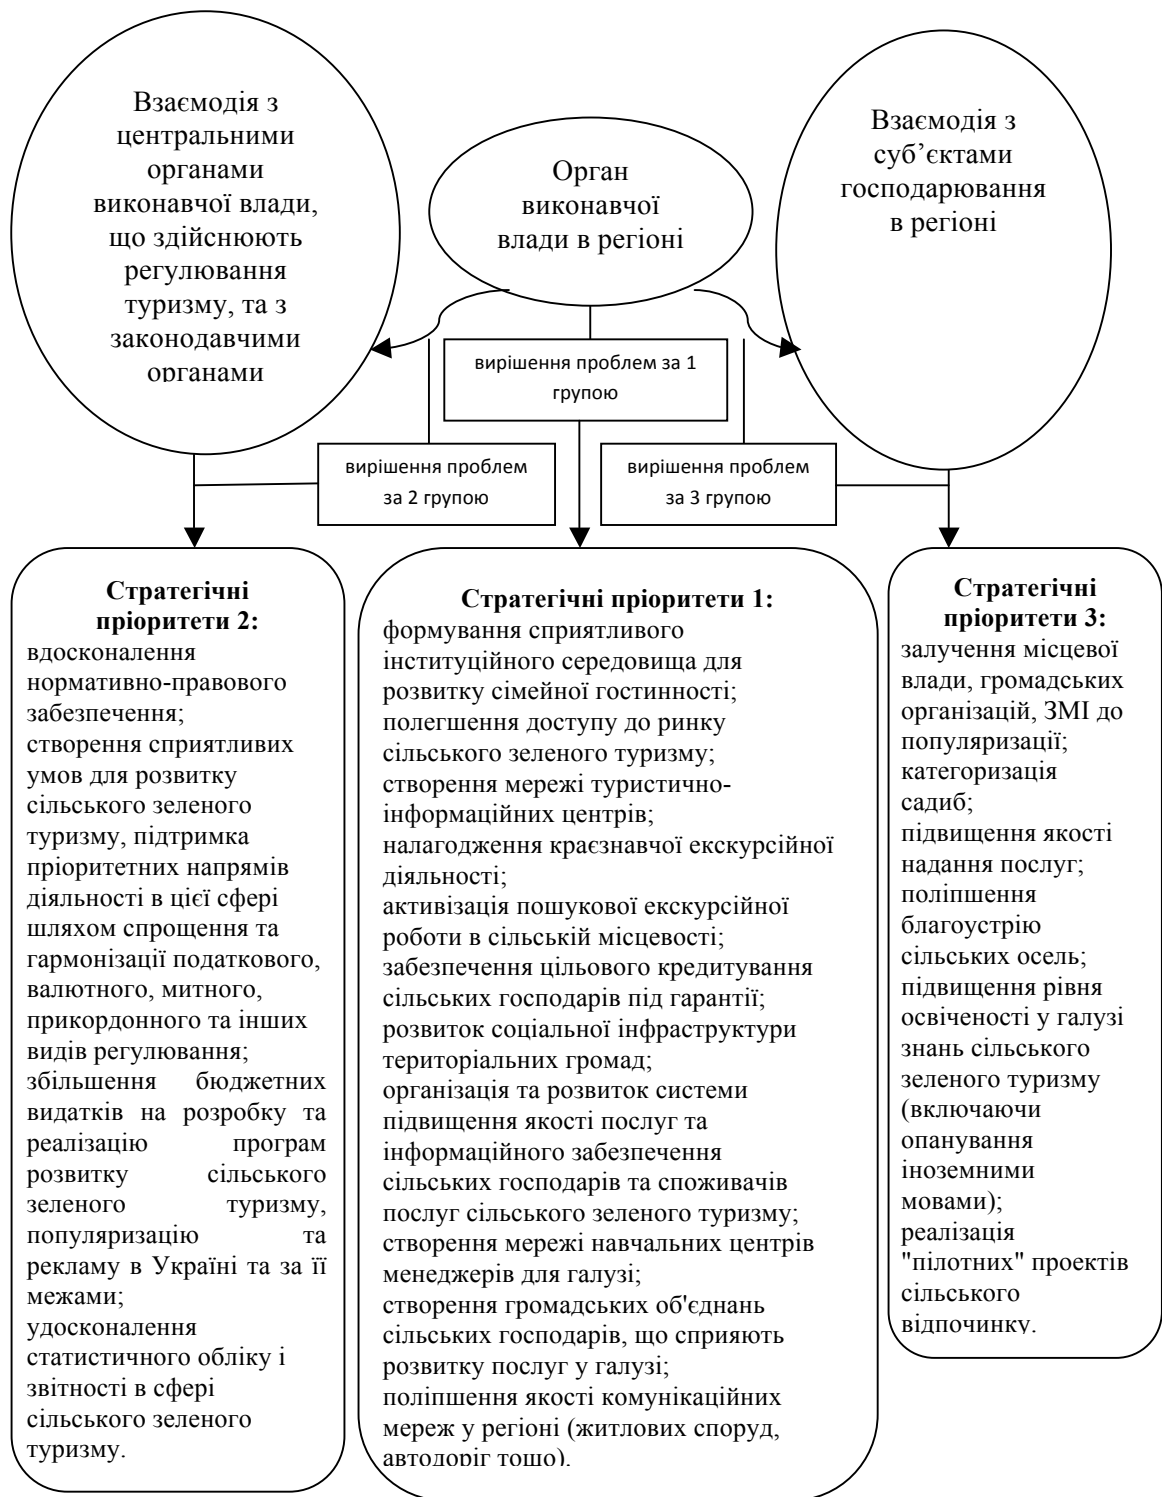 Взаємодія з
центральними
органами
виконавчої влади,
що здійснюють
регулювання
туризму, та з
законодавчими
органами
Орган
виконавчої
влади в регіоні
Взаємодія з
суб’єктами
господарювання
в регіоні
вирішення проблем за 1
групою
вирішення проблем
за 2 групою
вирішення проблем
за 3 групою
Стратегічні
пріоритети 2:
вдосконалення
нормативно-правового
забезпечення;
створення сприятливих
умов для розвитку
сільського зеленого
туризму, підтримка
пріоритетних напрямів
діяльності в цієї сфері
шляхом спрощення та
гармонізації податкового,
валютного, митного,
прикордонного та інших
видів регулювання;
збільшення бюджетних
видатків на розробку та
реалізацію програм
розвитку сільського
зеленого туризму,
популяризацію та
рекламу в Україні та за її
межами;
удосконалення
статистичного обліку і
звітності в сфері
сільського зеленого
туризму.
Стратегічні пріоритети 1:
формування сприятливого
інституційного середовища для
розвитку сімейної гостинності;
полегшення доступу до ринку
сільського зеленого туризму;
створення мережі туристично-
інформаційних центрів;
налагодження краєзнавчої екскурсійної
діяльності;
активізація пошукової екскурсійної
роботи в сільській місцевості;
забезпечення цільового кредитування
сільських господарів під гарантії;
розвиток соціальної інфраструктури
територіальних громад;
організація та розвиток системи
підвищення якості послуг та
інформаційного забезпечення
сільських господарів та споживачів
послуг сільського зеленого туризму;
створення мережі навчальних центрів
менеджерів для галузі;
створення громадських об'єднань
сільських господарів, що сприяють
розвитку послуг у галузі;
поліпшення якості комунікаційних
мереж у регіоні (житлових споруд,
автодоріг тощо).
Стратегічні
пріоритети 3:
залучення місцевої
влади, громадських
організацій, ЗМІ до
популяризації;
категоризація
садиб;
підвищення якості
надання послуг;
поліпшення
благоустрію
сільських осель;
підвищення рівня
освіченості у галузі
знань сільського
зеленого туризму
(включаючи
опанування
іноземними
мовами);
реалізація
"пілотних" проектів
сільського
відпочинку.